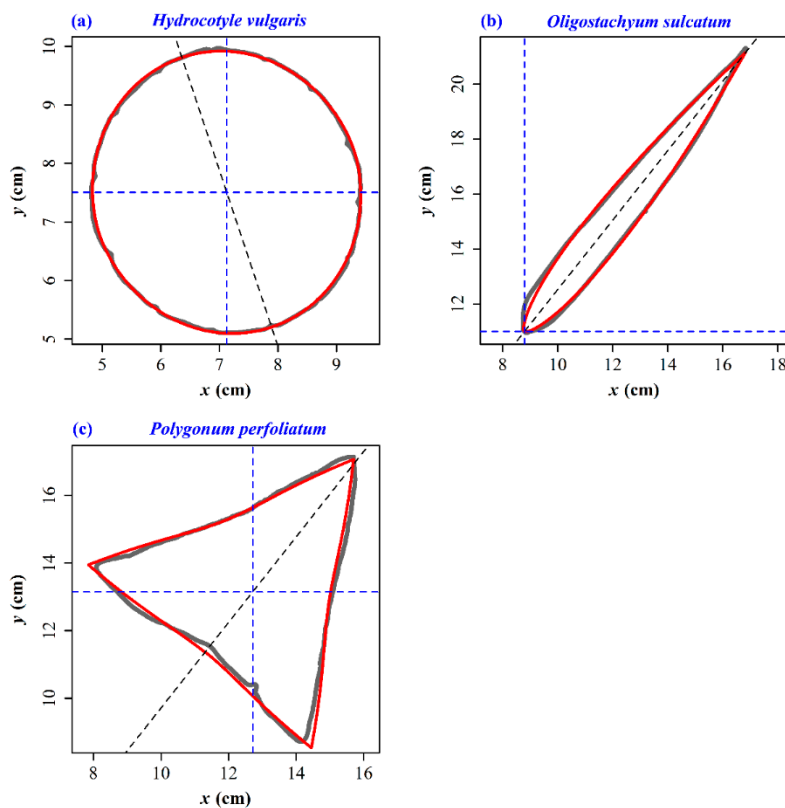 (a) Hydrocotyle vulgaris
10
9
8
7
6
5
y (cm)
5 6 7 8 9
x (cm)
(b) Oligostachyum sulcatum
20
18
16
14
12
y (cm)
8 10 12 14 16 18
x (cm)
(c) Polygonum perfoliatum
16
14
12
10
y (cm)
8 10 12 14 16
x (cm)